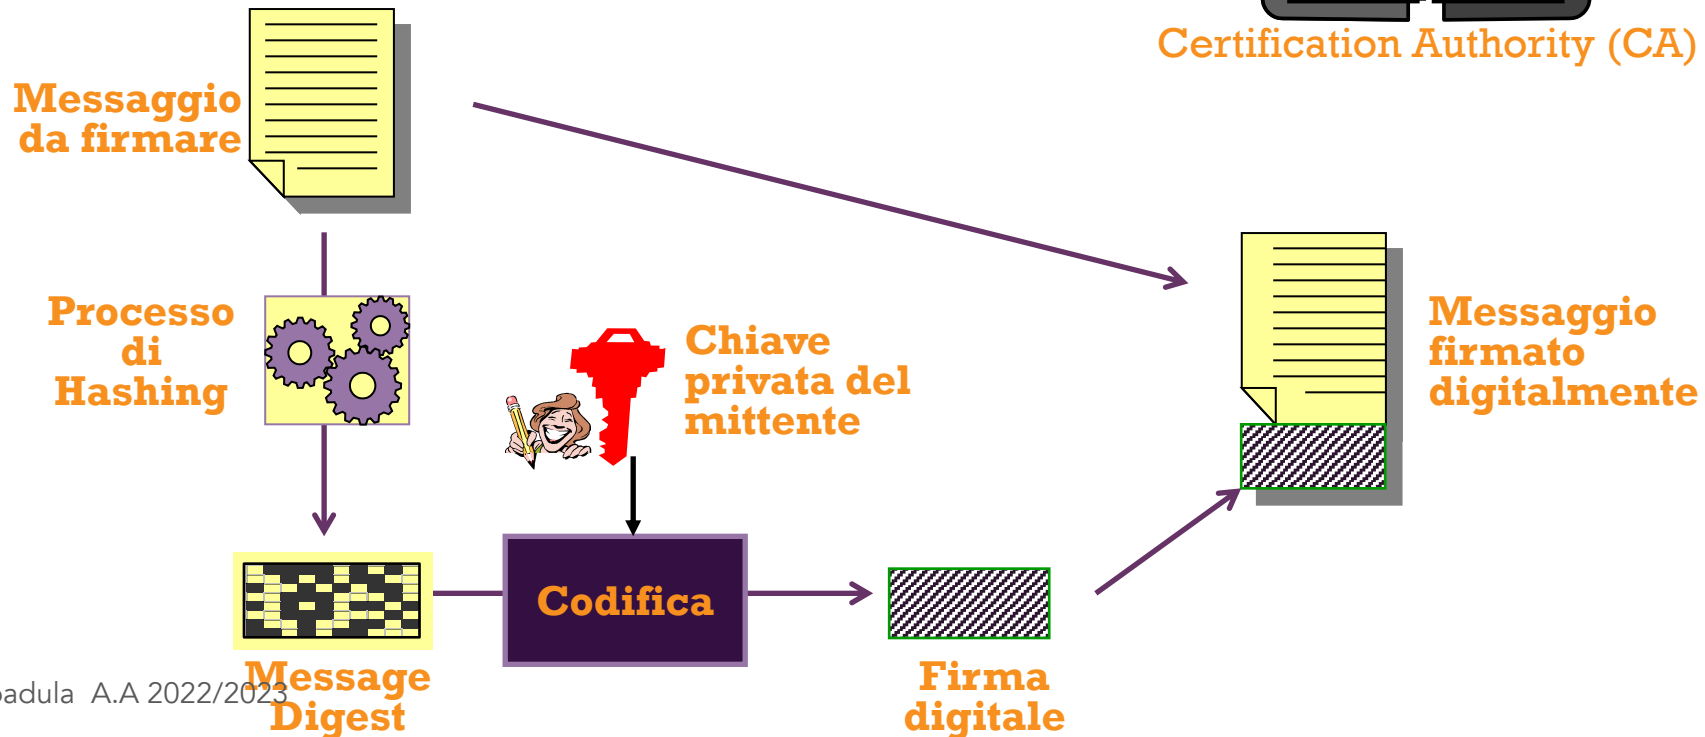 Certification Authority (CA)
Messaggio
da firmare
Processo
di
Hashing
Chiave
privata del
mittente
Messaggio
firmato
digitalmente
Codifica
Message
Digest
Firma
digitale
A.A 2022/2023